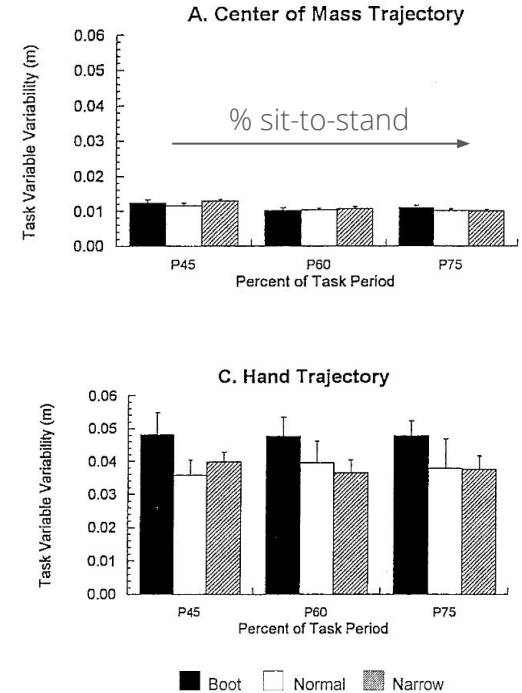 A. Center of Mass Trajectory
Task Variable Variability (m)
0.06
0.05
0.04
0.03
0.02
0.01
0.00
% sit-to-stand
P45 P60 P75
Percent of Task Period
C. Hand Trajectory
Task Variable Variability (m)
0.06
0.05
0.04
0.03
0.02
0.01
0.00
P45 P60 P75
Percent of Task Period
Boot Normal Narrow